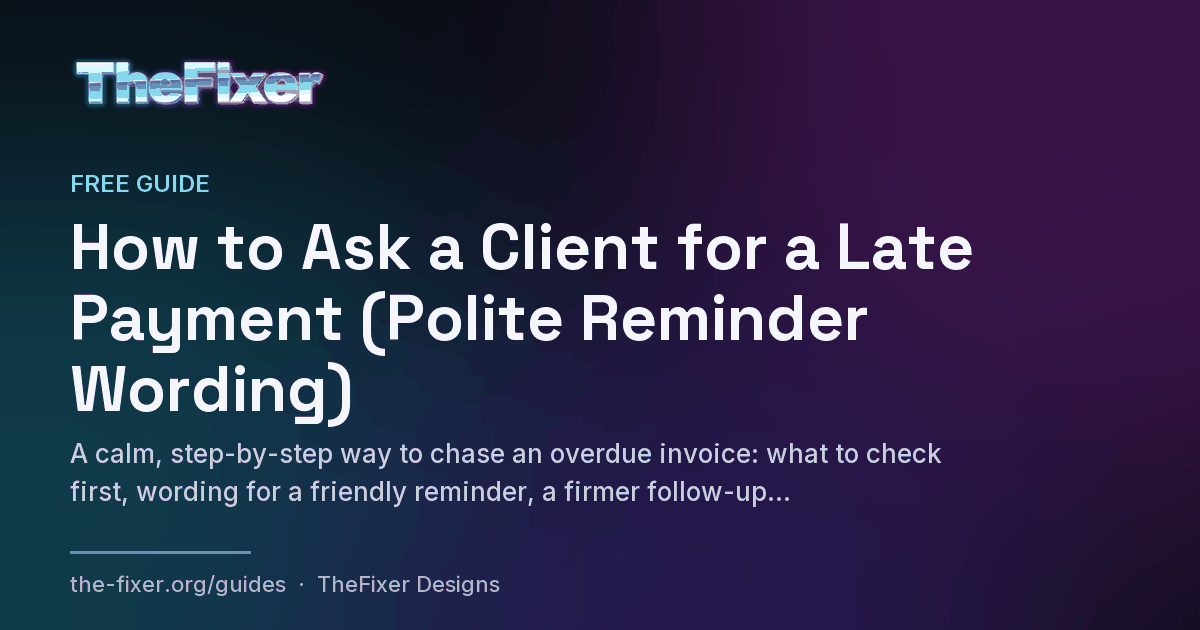 TheFixer
FREE GUIDE
How to Ask a Client for a Late
Payment (Polite Reminder
Wording)
A calm, step-by-step way to chase an overdue invoice: what to check
first, wording for a friendly reminder, a firmer follow-up...
the-fixer.org/guides · TheFixer Designs